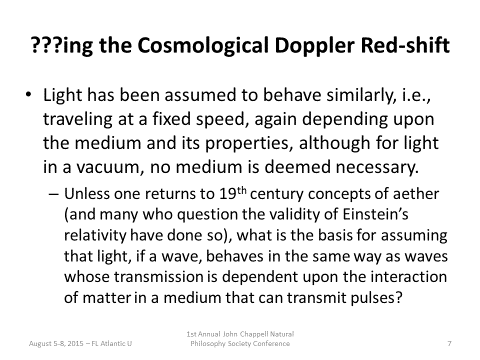 ???ing the Cosmological Doppler Red-shift
• Light has been assumed to behave similarly, i.e.,
traveling at a fixed speed, again depending upon
the medium and its properties, although for light
in a vacuum, no medium is deemed necessary.
– Unless one returns to 19th century concepts of aether
(and many who question the validity of Einstein's
relativity have done so), what is the basis for assuming
that light, if a wave, behaves in the same way as waves
whose transmission is dependent upon the interaction
of matter in a medium that can transmit pulses?
August 5-8, 2015 – FL Atlantic U
1st Annual John Chappell Natural
Philosophy Society Conference
7